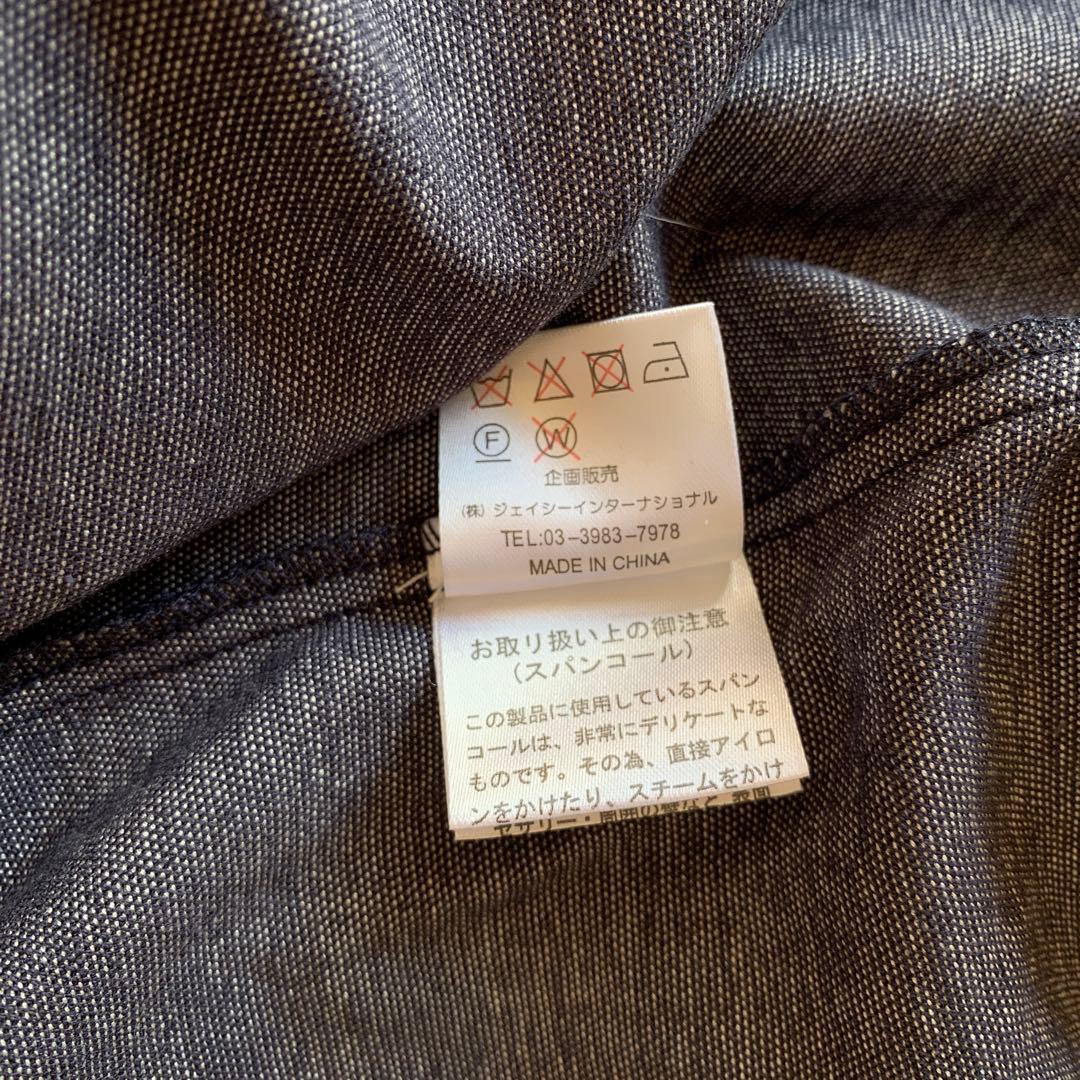 F
W
企画販売
(株)ジェイシーインターナショナル
TEL:03-3983-7978
MADE IN CHINA
お取り扱い上の御注意
(スパンコール)
この製品に使用しているスパン
コールは、非常にデリケートな
ものです。その為、直接アイロ
ンをかけたり、スチームをかけ